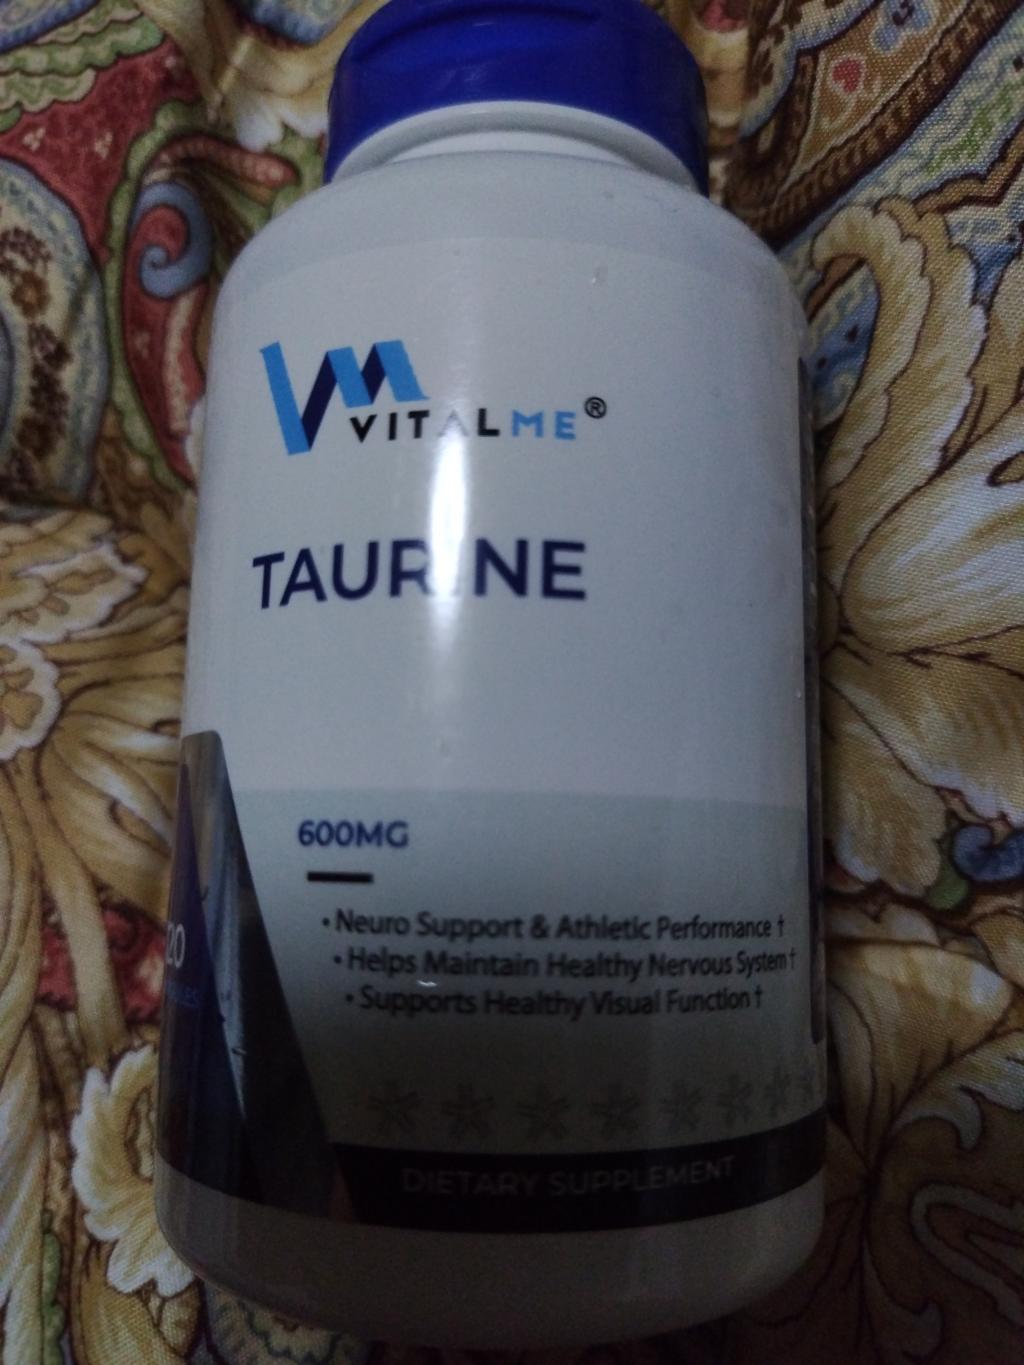 VITALME®
TAURINE
600MG
• Neuro Support & Athletic Performance †
• Helps Maintain Healthy Nervous System †
• Supports Healthy Visual Function †
DIETARY SUPPLEMENT